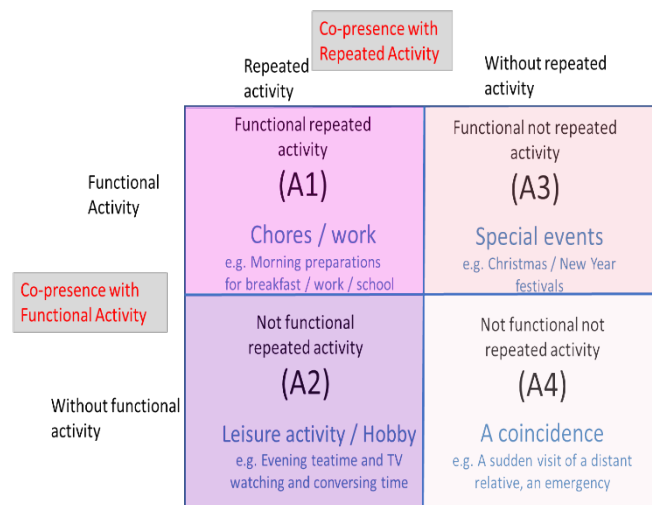 Co-presence with
Repeated Activity
Repeated
activity
Without repeated
activity
Functional
Activity
Functional repeated
activity
(A1)
Chores / work
e.g. Morning preparations
for breakfast / work / school
Functional not repeated
activity
(A3)
Special events
e.g. Christmas / New Year
festivals
Co-presence with
Functional Activity
Without functional
activity
Not functional
repeated activity
(A2)
Leisure activity / Hobby
e.g. Evening teatime and TV
watching and conversing time
Not functional not
repeated activity
(A4)
A coincidence
e.g. A sudden visit of a distant
relative, an emergency